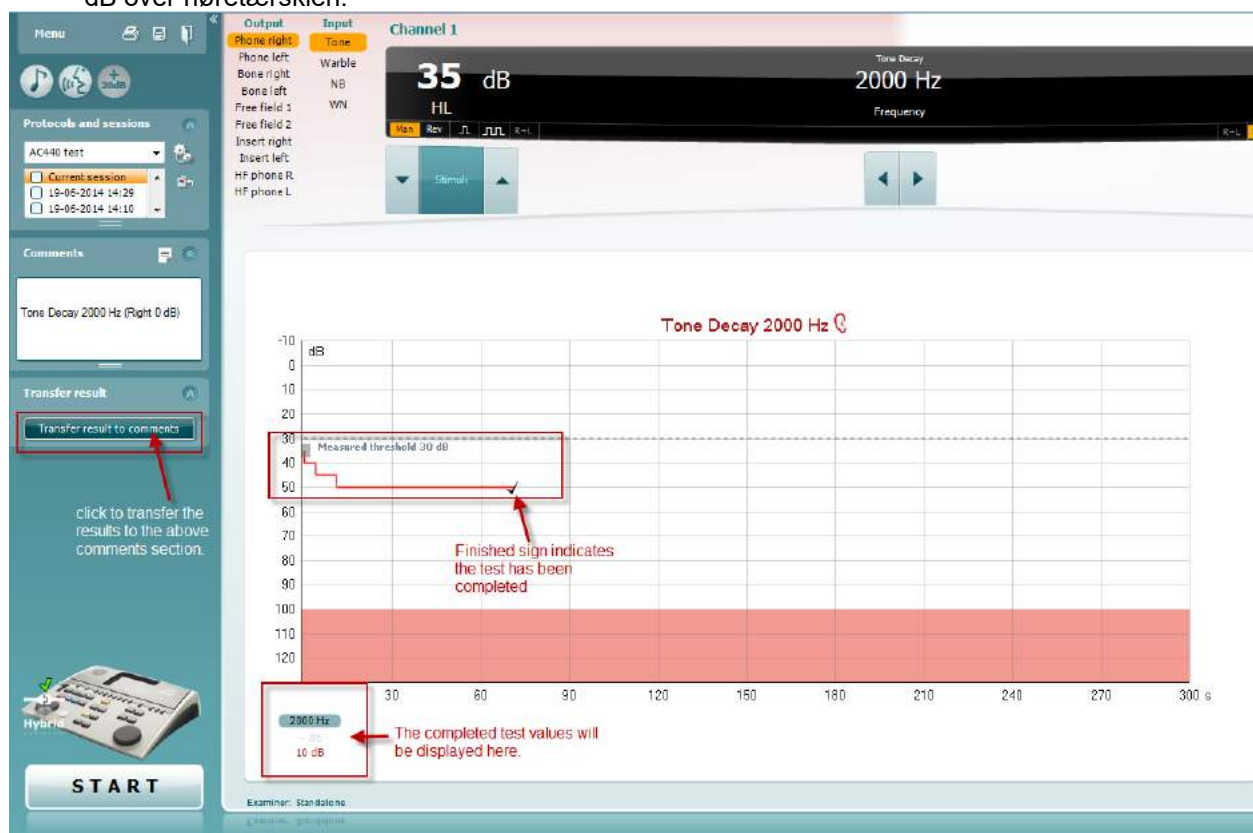 dB over høretærsklen.
Menu
Output
Input
Channel 1
Phone right
Tone
Phone left
Warble
Bone right
NB
Bone left
WN
Free field 1
Free field 2
Insert right
Insert left
HF phone R
HF phone L
35 dB
HL
Tone Decay
2000 Hz
Frequency
Man Rev R+L
R+L
Stimuli
+
20dB
Protocols and sessions
AC440 test
Current session
19-06-2014 14:29
19-06-2014 14:10
Comments
Tone Decay 2000 Hz (Right 0 dB)
Transfer result
Transfer result to comments
click to transfer the
results to the above
comments section.
Hybrid
START
Tone Decay 2000 Hz
dB
-10
0
10
20
30
40
50
60
70
80
90
100
110
120
Measured threshold 30 dB
Finished sign indicates
the test has been
completed
30 60 90 120 150 180 210 240 270 300 s
2000 Hz
- dB
10 dB
The completed test values will
be displayed here.
Examiner: Standalone